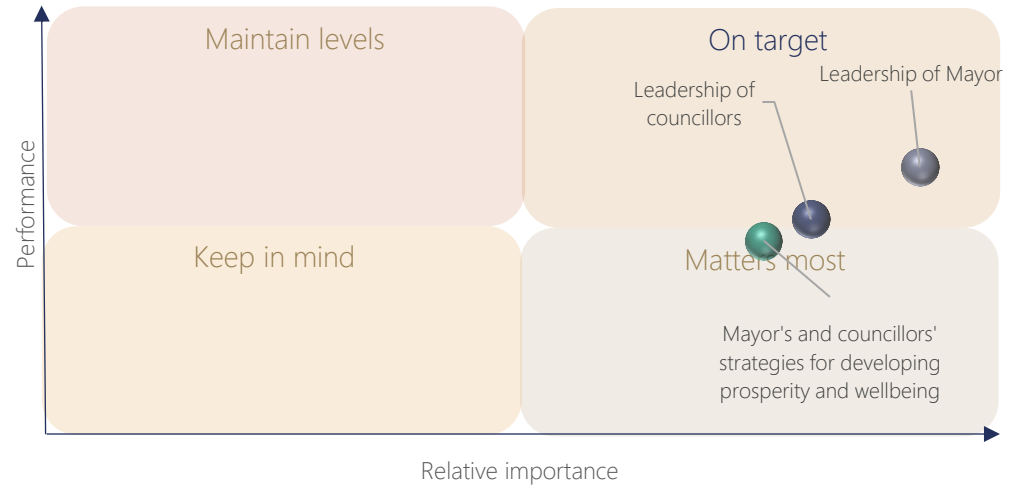 Maintain levels
On target
Leadership of Mayor
Leadership of
councillors
Performance
Keep in mind
Matters most
Mayor's and councillors'
strategies for developing
prosperity and wellbeing
Relative importance